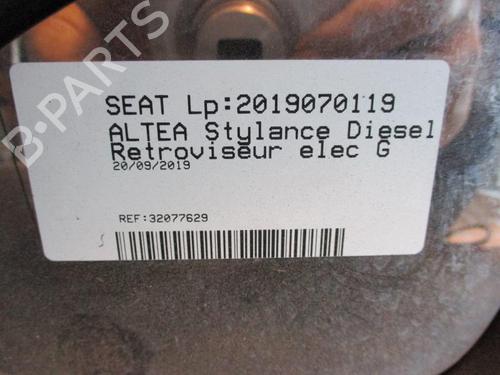 SEAT Lp:2019070119
ALTEA Stylance Diesel
Retroviseur elec G
20/09/2019
REF:32077629
B-PARTS